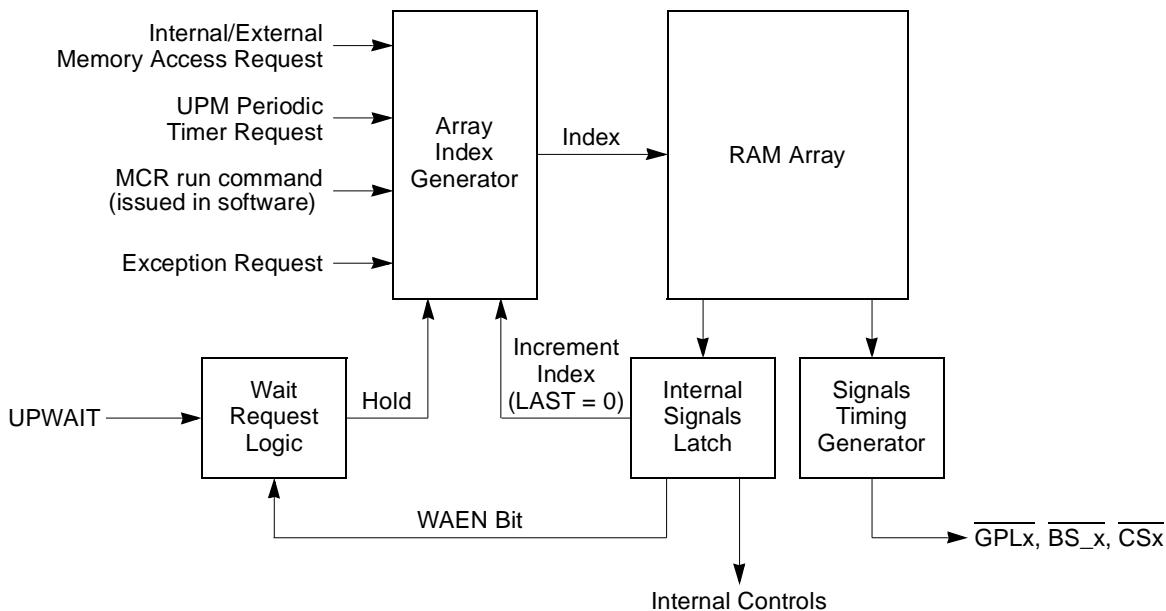 Internal/External
Memory Access Request
UPM Periodic
Timer Request
MCR run command
(issued in software)
Exception Request
Array
Index
Generator
Index
RAM Array
Increment
Index
(LAST = 0)
UPWAIT
Wait
Request
Logic
Hold
Internal
Signals
Latch
Signals
Timing
Generator
WAEN Bit
GPLx, BS_x, CSx
Internal Controls